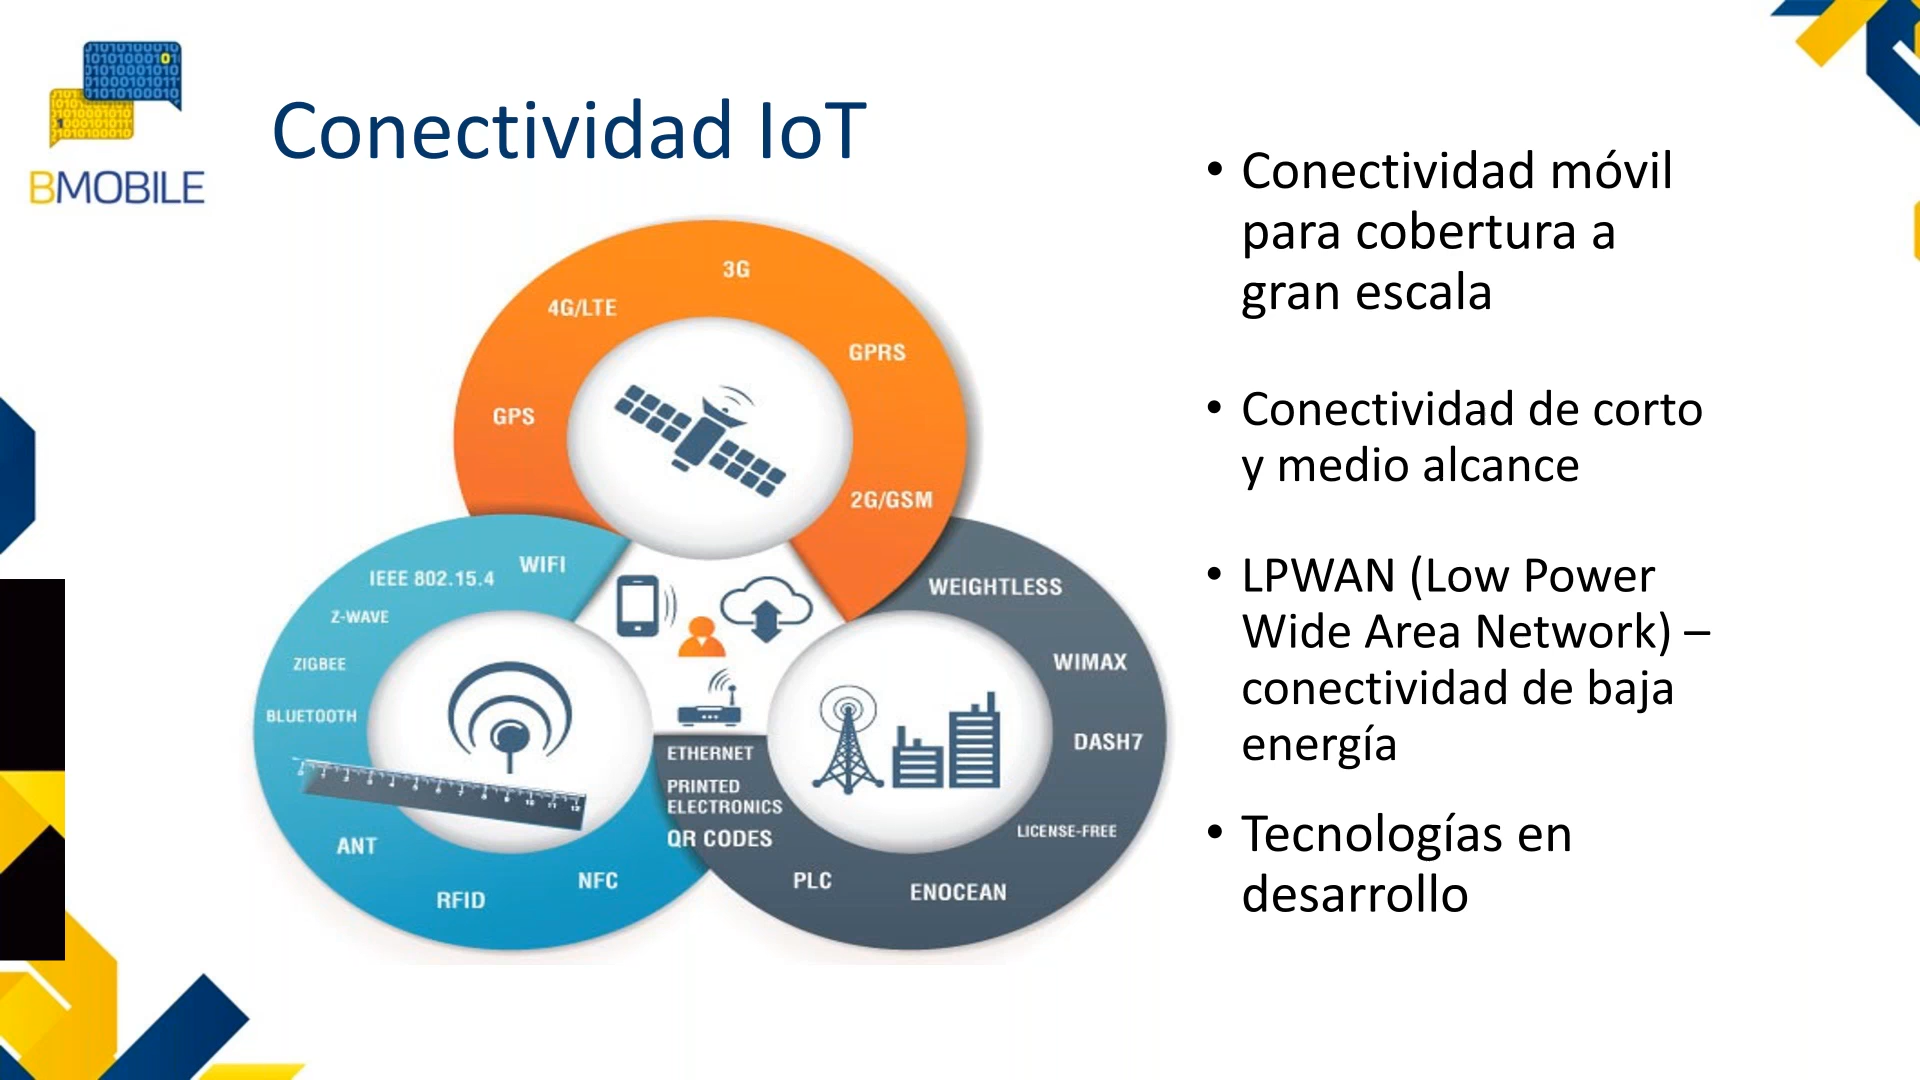 BMOBILE
Conectividad IoT
3G
4G/LTE
GPRS
GPS
2G/GSM
WIFI
IEEE 802.15.4
Z-WAVE
ZIGBEE
BLUETOOTH
ANT
RFID
NFC
WEIGHTLESS
WIMAX
DASH7
LICENSE-FREE
ENOCEAN
PLC
ETHERNET
PRINTED
ELECTRONICS
QR CODES
• Conectividad móvil
para cobertura a
gran escala
• Conectividad de corto
y medio alcance
• LPWAN (Low Power
Wide Area Network) –
conectividad de baja
energía
• Tecnologías en
desarrollo